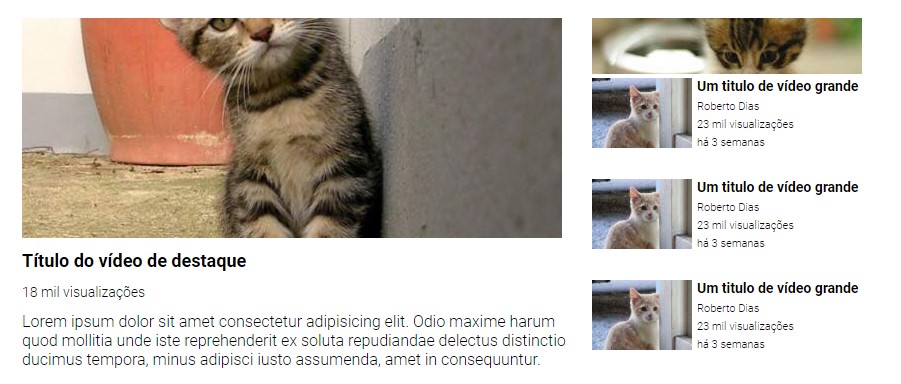 Título do vídeo de destaque
18 mil visualizações
Lorem ipsum dolor sit amet consectetur adipisicing elit. Odio maxime harum
quod mollitia unde iste reprehenderit ex soluta repudiandae delectus distinctio
ducimus tempora, minus adipisci iusto assumenda, amet in consequuntur.
Um titulo de vídeo grande
Roberto Dias
23 mil visualizações
há 3 semanas
Um titulo de vídeo grande
Roberto Dias
23 mil visualizações
há 3 semanas
Um titulo de vídeo grande
Roberto Dias
23 mil visualizações
há 3 semanas